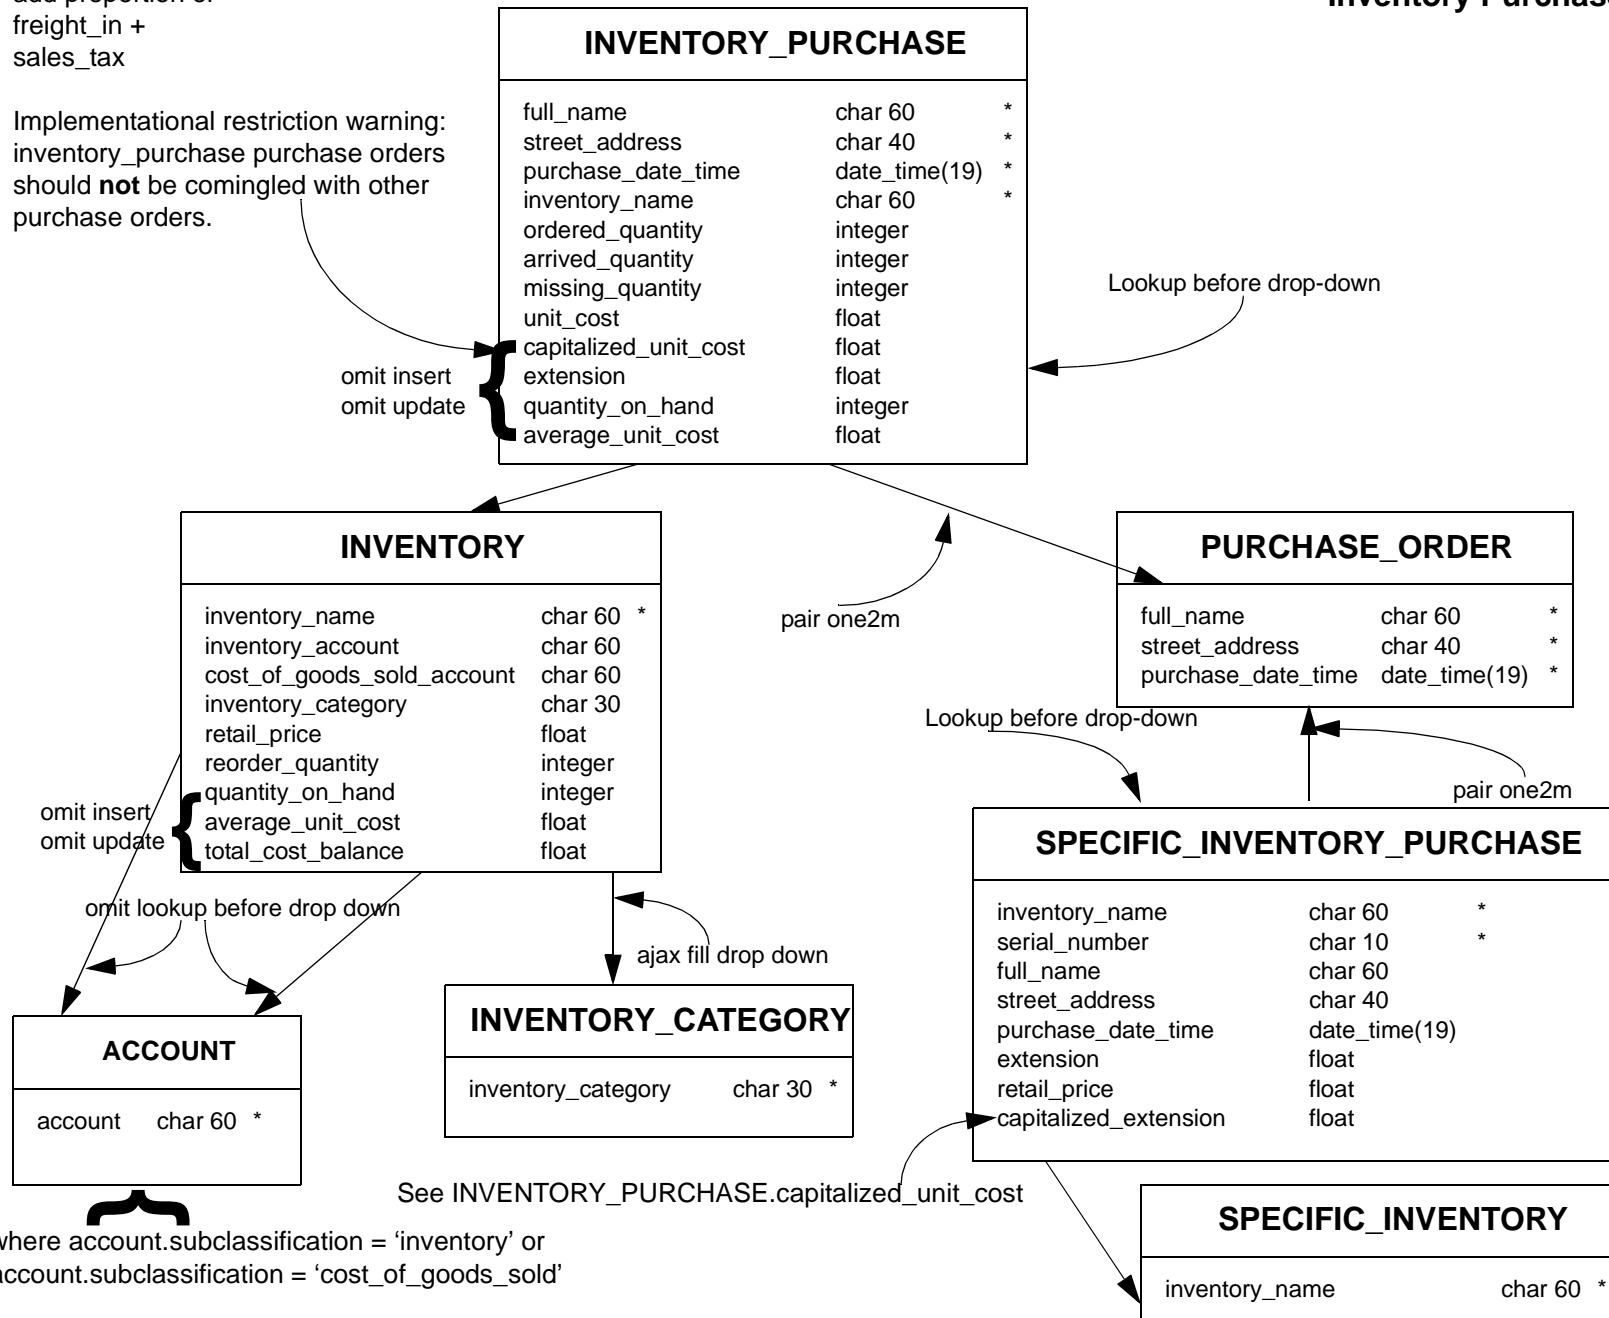 add proportion of
freight_in +
sales_tax
Inventory Purchase
Implementational restriction warning:
inventory_purchase purchase orders
should not be comingled with other
purchase orders.
INVENTORY_PURCHASE
full_name char 60 *
street_address char 40 *
purchase_date_time date_time(19) *
inventory_name char 60 *
ordered_quantity integer
arrived_quantity integer
missing_quantity integer
unit_cost float
capitalized_unit_cost float
extension float
quantity_on_hand integer
average_unit_cost float
omit insert
omit update
Lookup before drop-down
INVENTORY
inventory_name char 60 *
inventory_account char 60
cost_of_goods_sold_account char 60
inventory_category char 30
retail_price float
reorder_quantity integer
quantity_on_hand integer
average_unit_cost float
total_cost_balance float
omit insert
omit update
pair one2m
PURCHASE_ORDER
full_name char 60 *
street_address char 40 *
purchase_date_time date_time(19) *
Lookup before drop-down
pair one2m
omit lookup before drop down
ajax fill drop down
ACCOUNT
account char 60 *
INVENTORY_CATEGORY
inventory_category char 30 *
SPECIFIC_INVENTORY_PURCHASE
inventory_name char 60 *
serial_number char 10 *
full_name char 60
street_address char 40
purchase_date_time date_time(19)
extension float
retail_price float
capitalized_extension float
See INVENTORY_PURCHASE.capitalized_unit_cost
where account.subclassification = ‘inventory’ or
account.subclassification = ‘cost_of_goods_sold’
SPECIFIC_INVENTORY
inventory_name char 60 *